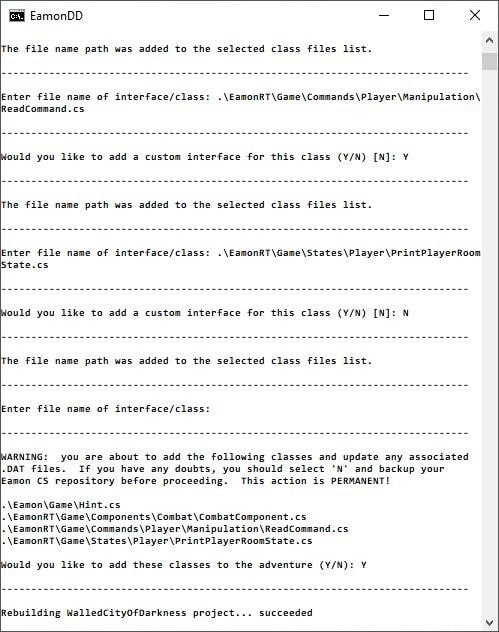 EamonDD
The file name path was added to the selected class files list.
------------------------------------------------------------------------------
Enter file name of interface/class: .\EamonRT\Game\Commands\Player\Manipulation\
ReadCommand.cs
------------------------------------------------------------------------------
Would you like to add a custom interface for this class (Y/N) [N]: Y
------------------------------------------------------------------------------
The file name path was added to the selected class files list.
------------------------------------------------------------------------------
Enter file name of interface/class: .\EamonRT\Game\States\Player\PrintPlayerRoom
State.cs
------------------------------------------------------------------------------
Would you like to add a custom interface for this class (Y/N) [N]: N
------------------------------------------------------------------------------
The file name path was added to the selected class files list.
------------------------------------------------------------------------------
Enter file name of interface/class:
------------------------------------------------------------------------------
WARNING:  you are about to add the following classes and update any associated
.DAT files.  If you have any doubts, you should select 'N' and backup your
Eamon CS repository before proceeding.  This action is PERMANENT!
.\Eamon\Game\Hint.cs
.\EamonRT\Game\Components\Combat\CombatComponent.cs
.\EamonRT\Game\Commands\Player\Manipulation\ReadCommand.cs
.\EamonRT\Game\States\Player\PrintPlayerRoomState.cs
Would you like to add these classes to the adventure (Y/N): Y
------------------------------------------------------------------------------
Rebuilding WalledCityOfDarkness project... succeeded